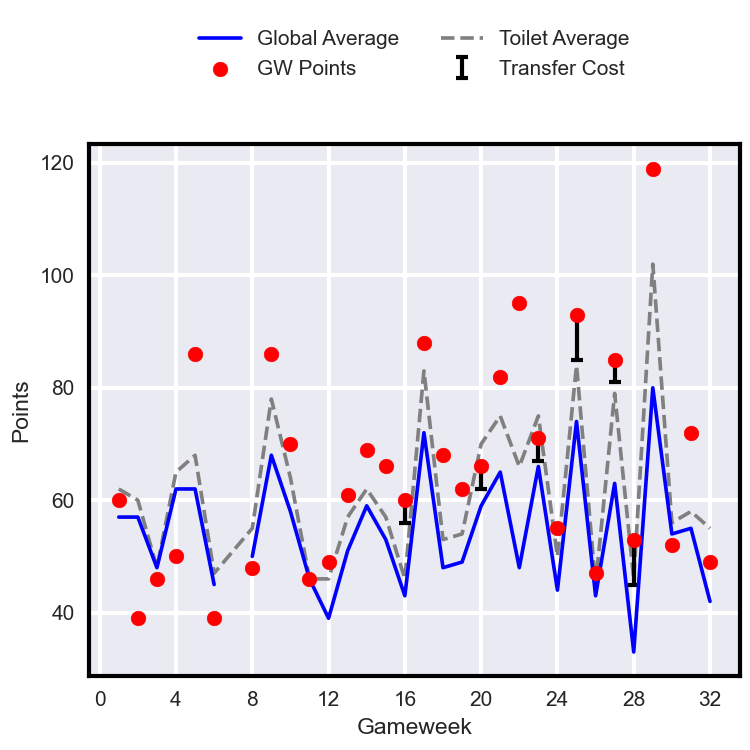 Global Average
Toilet Average
GW Points
Transfer Cost
120
100
80
60
40
Points
0 4 8 12 16 20 24 28 32
Gameweek